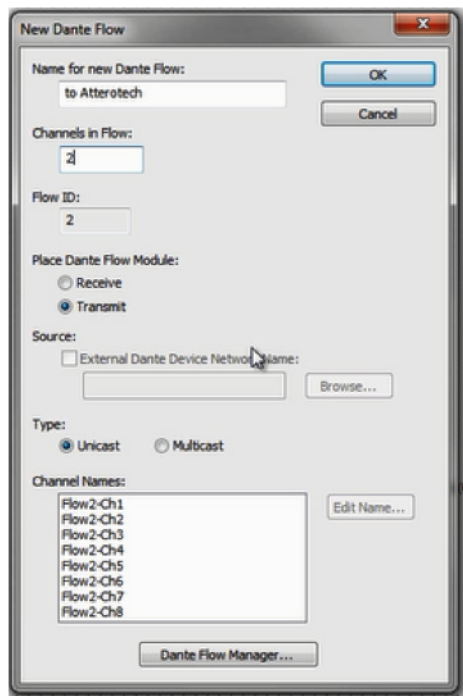 New Dante Flow
Name for new Dante Flow:
OK
to Atterotech
Cancel
Channels in Flow:
2
Flow ID:
2
Place Dante Flow Module:
Receive
Transmit
Source:
External Dante Device Network Name:
Browse...
Type:
Unicast
Multicast
Channel Names:
Flow2-Ch1
Edit Name...
Flow2-Ch2
Flow2-Ch3
Flow2-Ch4
Flow2-Ch5
Flow2-Ch6
Flow2-Ch7
Flow2-Ch8
Dante Flow Manager...